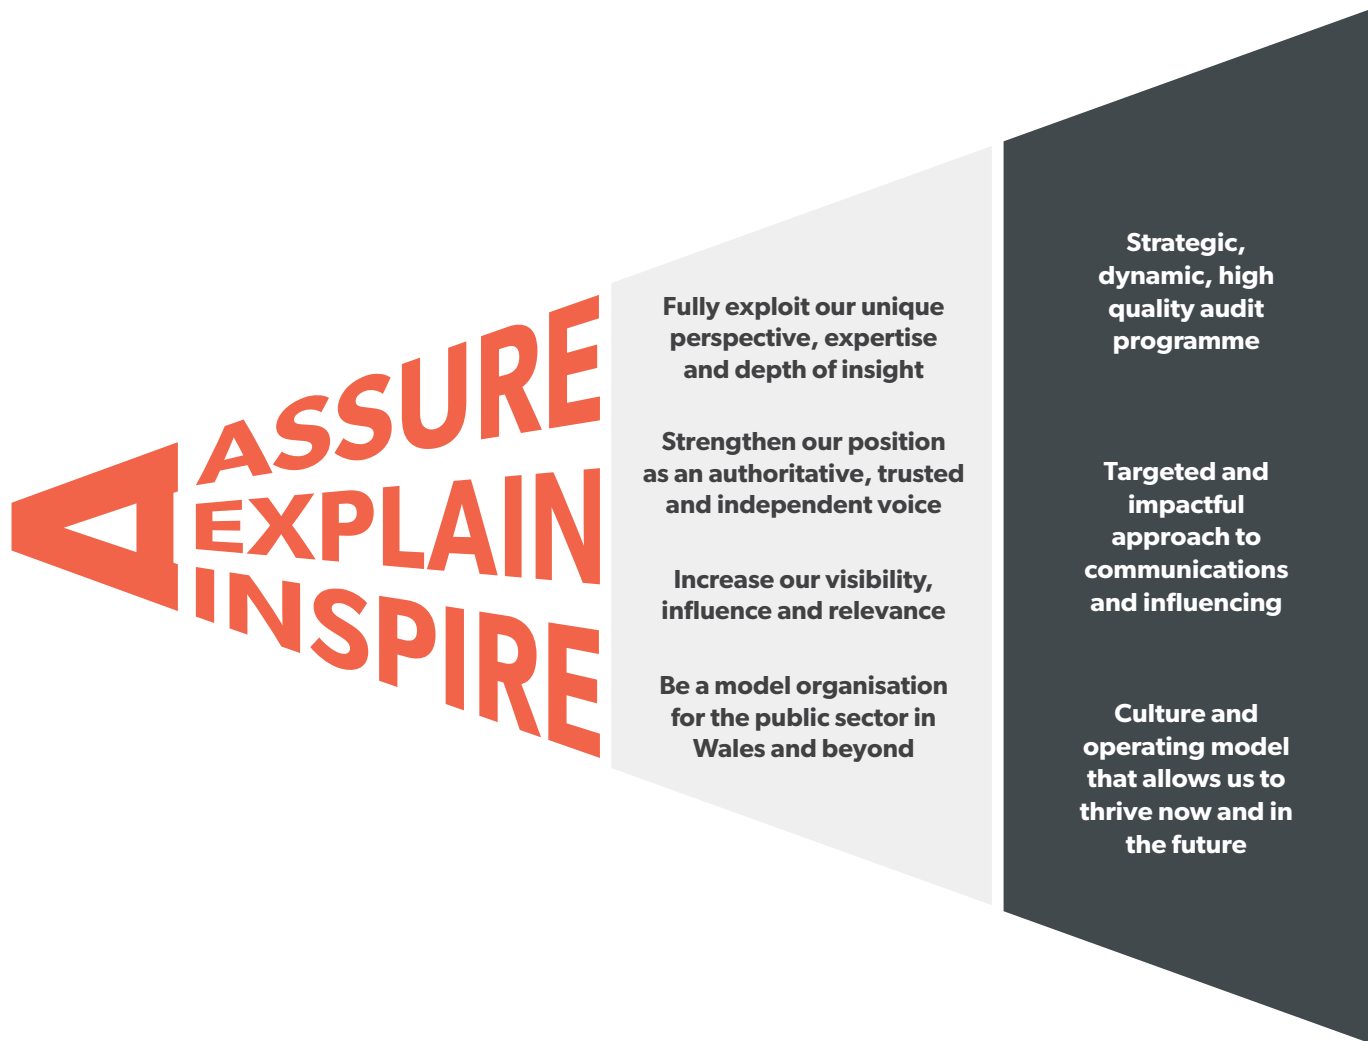 A
ASSURE
EXPLAIN
INSPIRE
Fully exploit our unique
perspective, expertise
and depth of insight
Strengthen our position
as an authoritative, trusted
and independent voice
Increase our visibility,
influence and relevance
Be a model organisation
for the public sector in
Wales and beyond
Strategic,
dynamic, high
quality audit
programme
Targeted and
impactful
approach to
communications
and influencing
Culture and
operating model
that allows us to
thrive now and in
the future